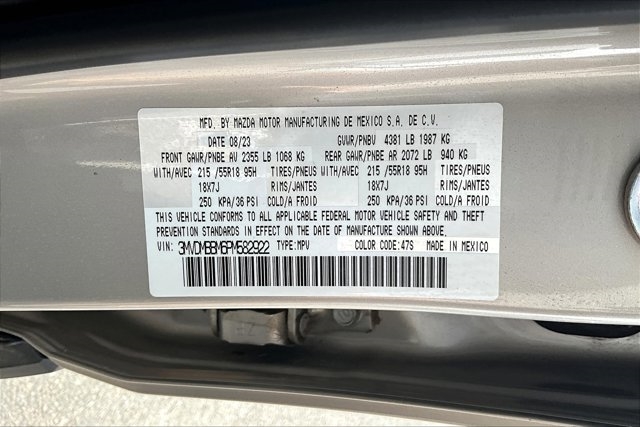 MFD. BY MAZDA MOTOR MANUFACTURING DE MEXICO S.A. DE C.V.
DATE 08/23 GVWR/PNBV 4381 LB 1987 KG
FRONT GAWR/PNBE AV 2355 LB 1068 KG REAR GAWR/PNBE AR 2072 LB 940 KG
WITH/AVEC 215 /55R18 95H TIRES/PNEUS WITH/AVEC 215 /55R18 95H TIRES/PNEUS
18X7J RIMS/JANTES 18X7J RIMS/JANTES
250 KPA/36 PSI COLD/A FROID 250 KPA/36 PSI COLD/A FROID
THIS VEHICLE CONFORMS TO ALL APPLICABLE FEDERAL MOTOR VEHICLE SAFETY AND THEFT
PREVENTION STANDARDS IN EFFECT ON THE DATE OF MANUFACTURE SHOWN ABOVE.
VIN: 3MVDMBBM6PM582922 TYPE:MPV COLOR CODE:47S MADE IN MEXICO